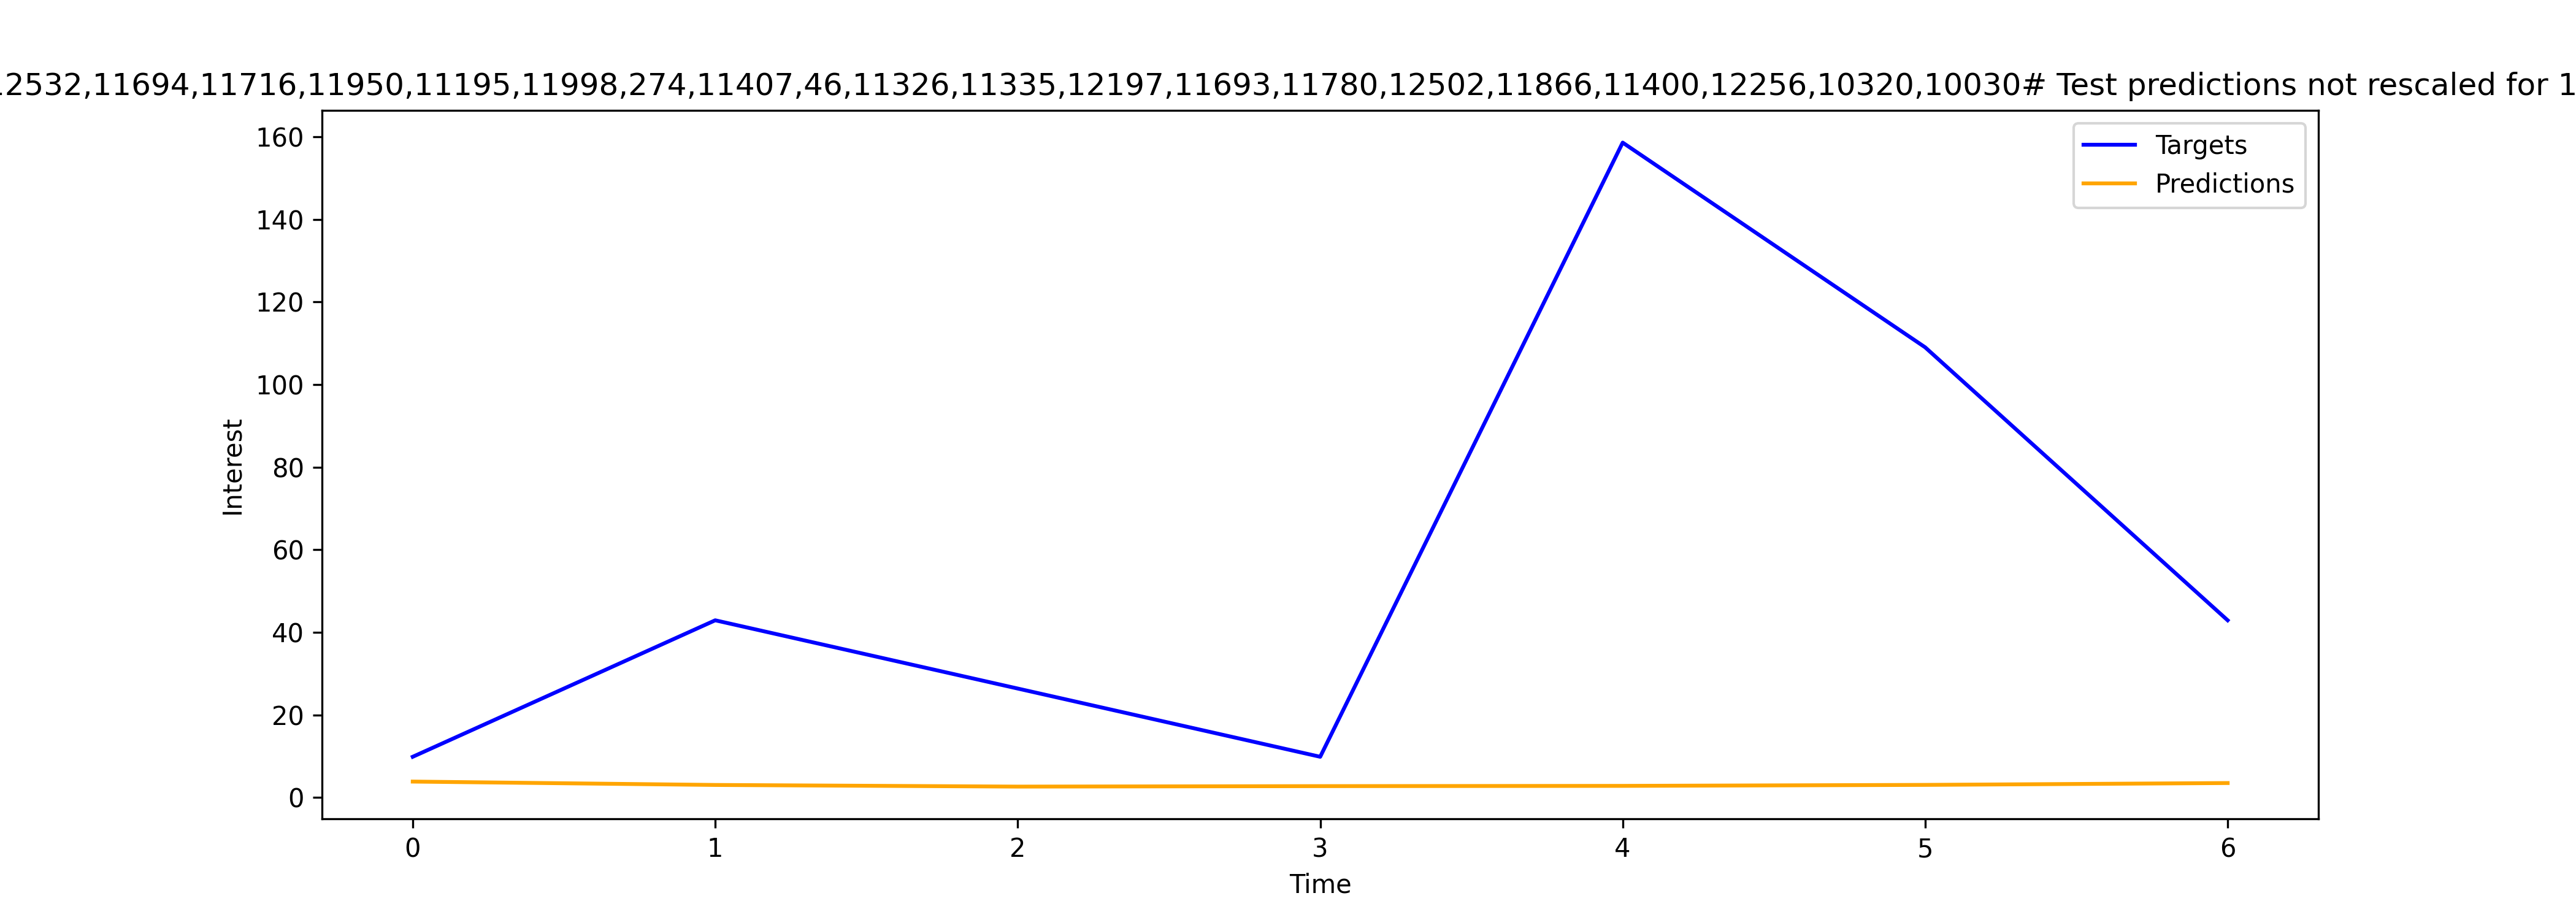 2532,11694,11716,11950,11195,11998,274,11407,46,11326,11335,12197,11693,11780,12502,11866,11400,12256,10320,10030# Test predictions not rescaled for 1
Targets
Predictions
Interest
160
140
120
100
80
60
40
20
0
0 1 2 3 4 5 6
Time